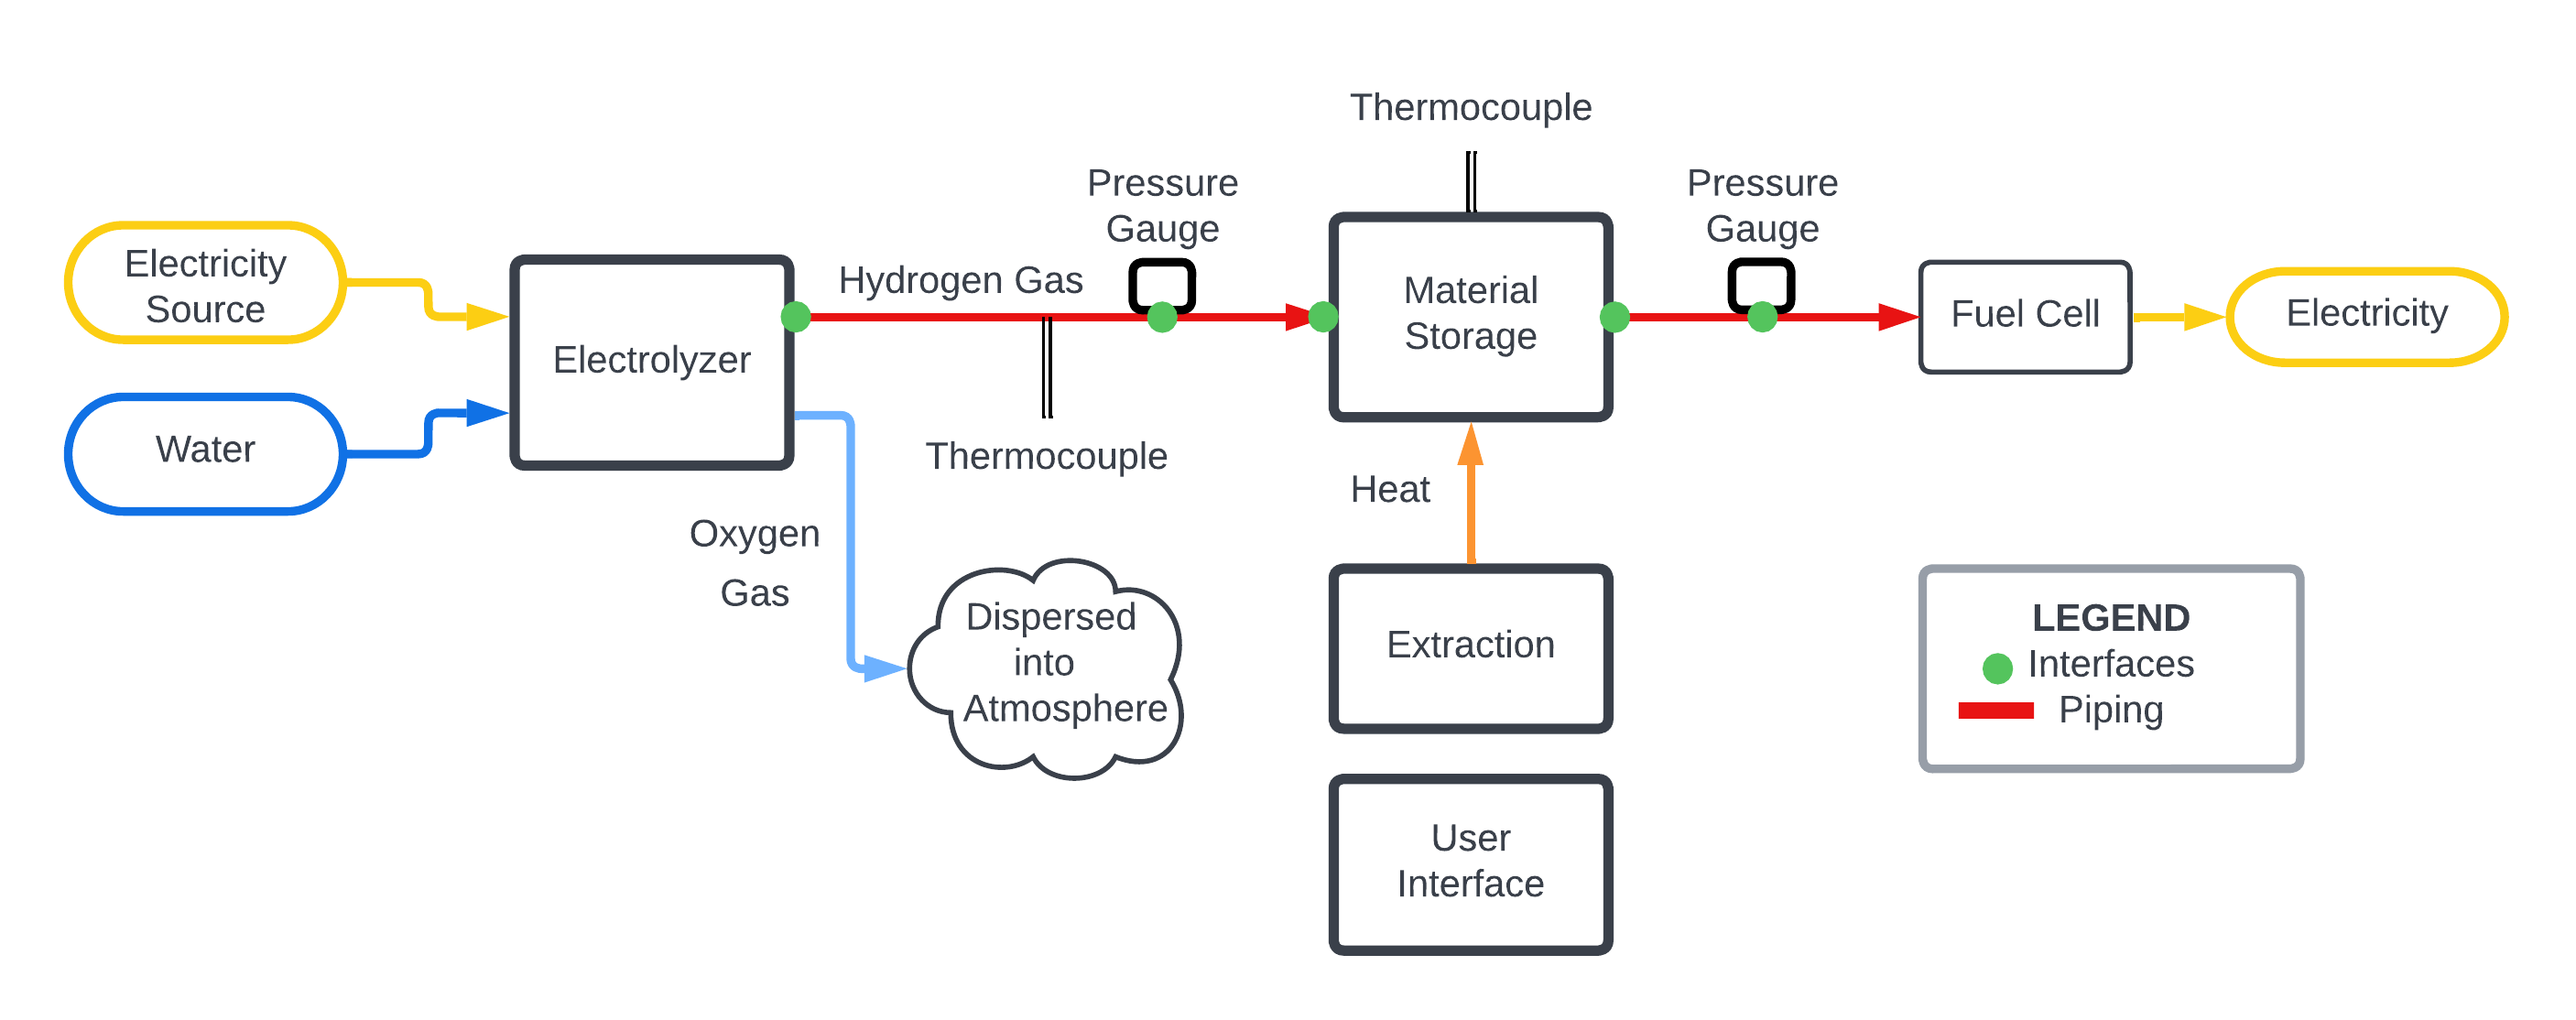 Thermocouple
Pressure
Gauge
Pressure
Gauge
Electricity
Source
Hydrogen Gas
Material
Storage
Fuel Cell
Electricity
Electrolyzer
Water
Thermocouple
Heat
Oxygen
Gas
Dispersed
into
Atmosphere
Extraction
LEGEND
Interfaces
Piping
User
Interface